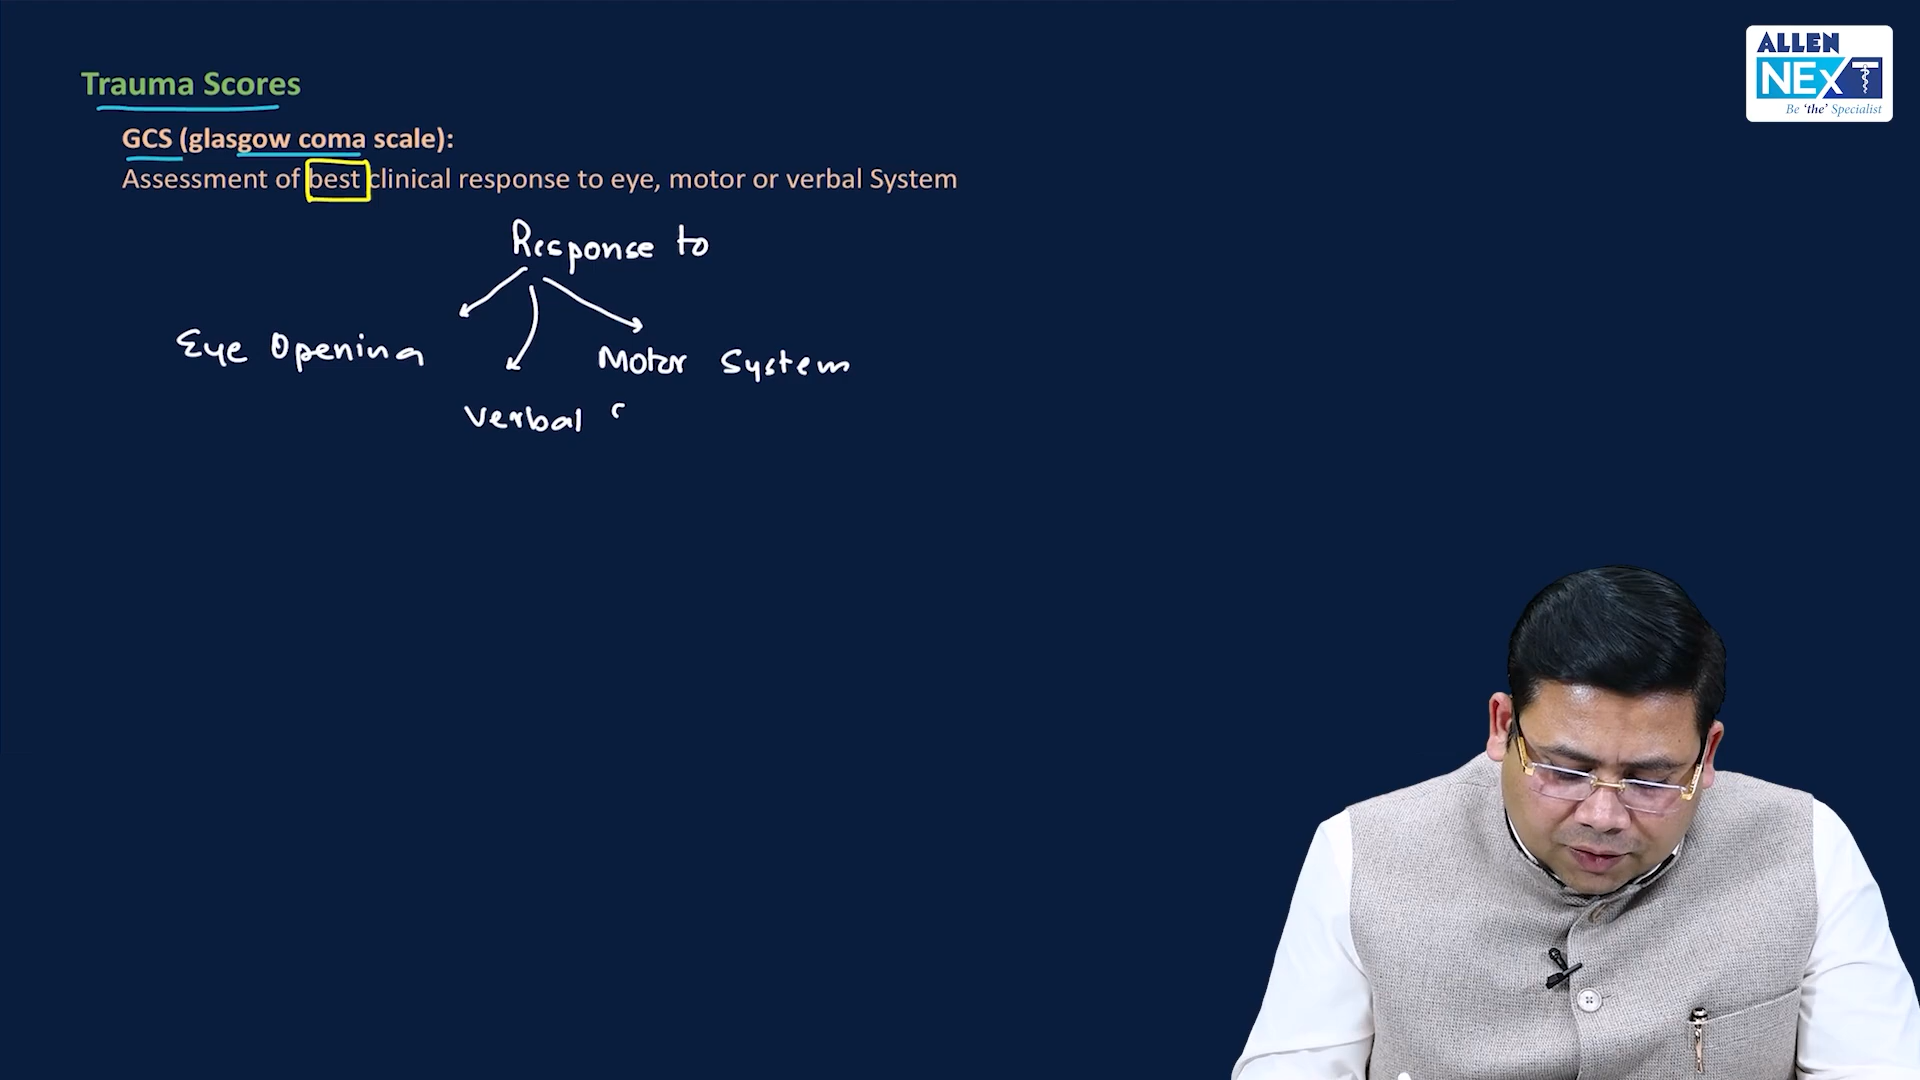 Trauma Scores
GCS (glasgow coma scale):
Assessment of best clinical response to eye, motor or verbal System
Response to
Eye Opening
Motor System
Verbal
ALLEN
NExT
Be 'the' Specialist